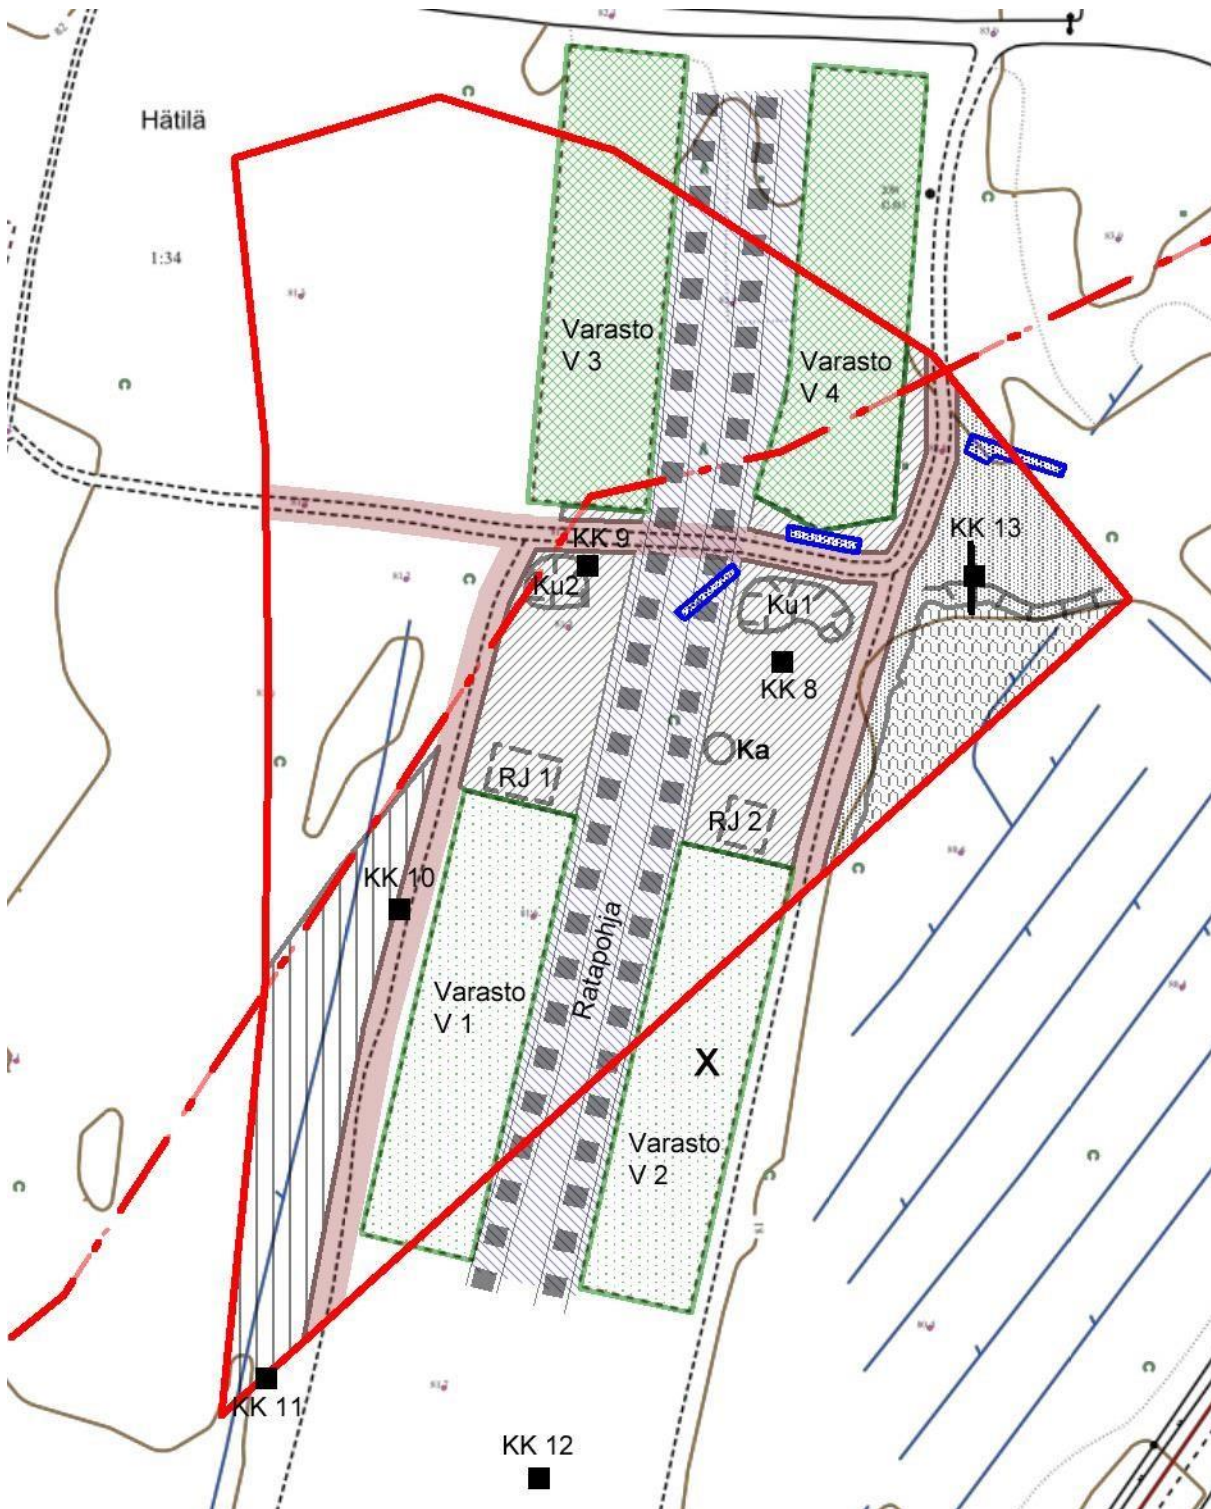 Hätilä
1:34
Varasto
V 3
Varasto
V 4
KK 9
KK 13
Ku2
Ku1
KK 8
Ka
RJ 1
RJ 2
KK 10
Ratapohja
Varasto
V 1
X
Varasto
V 2
KK 11
KK 12